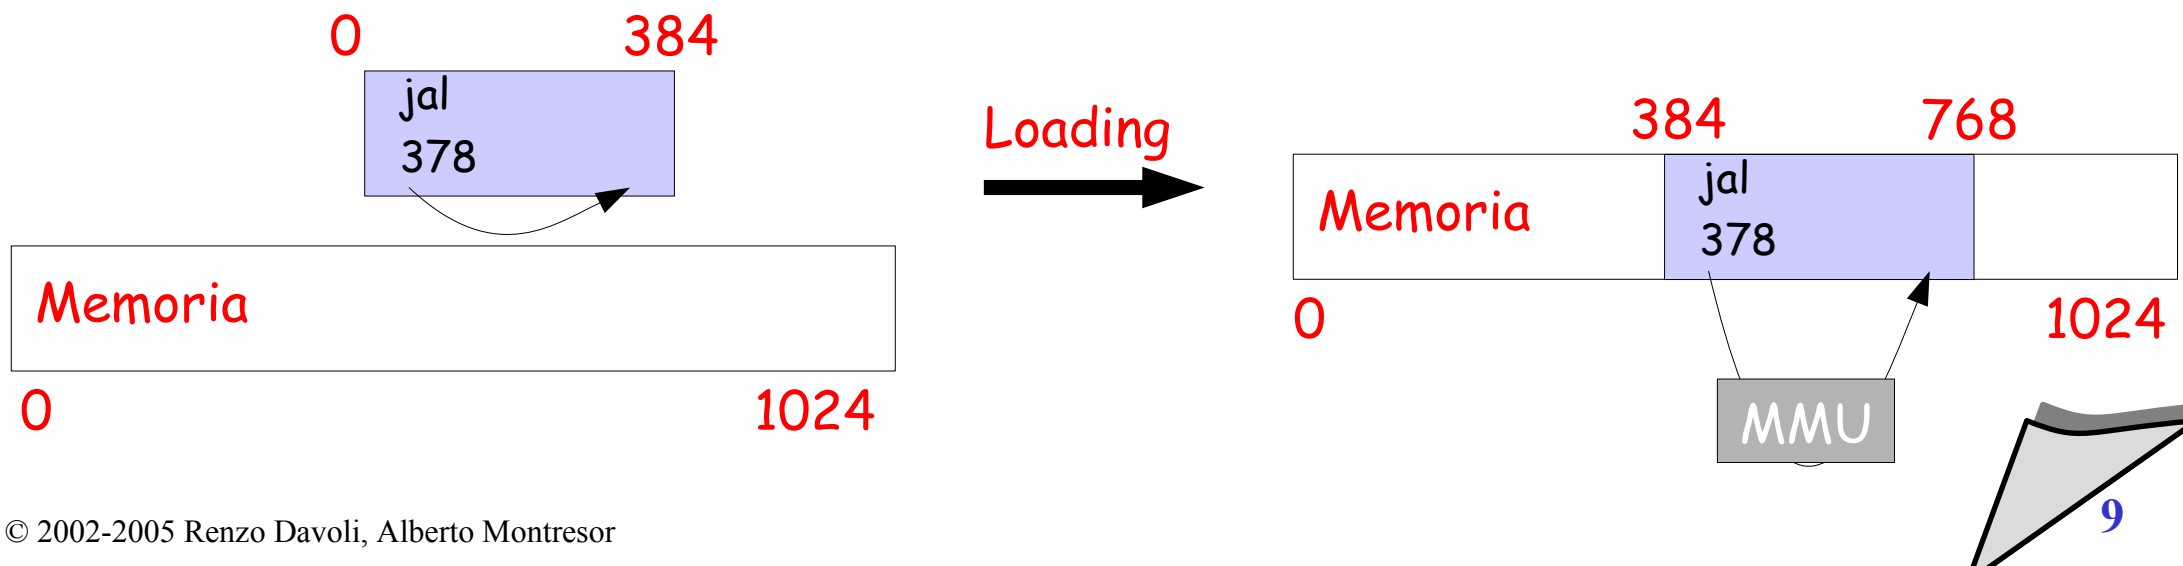 0 384
jal
378
Memoria
0 1024
Loading
384 768
jal
378
Memoria
0 1024
MMU
© 2002-2005 Renzo Davoli, Alberto Montresor
9